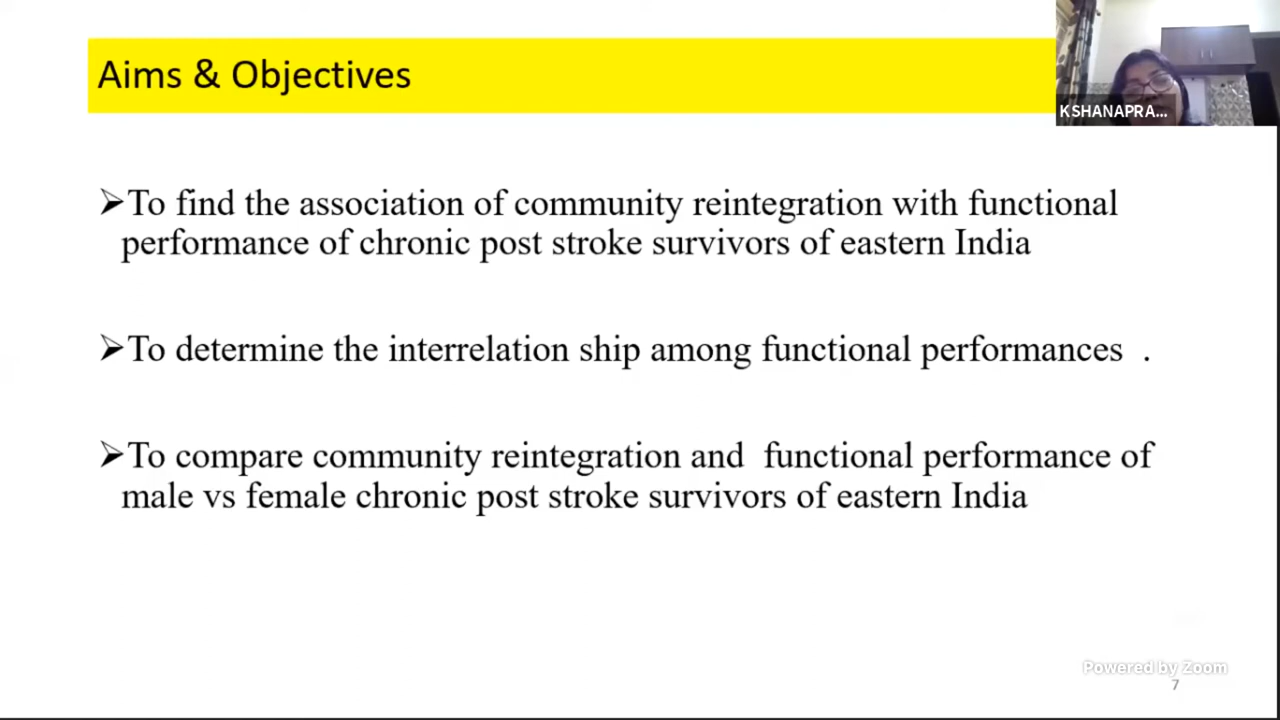 Aims & Objectives
KSHANAPRA...
➢To find the association of community reintegration with functional
performance of chronic post stroke survivors of eastern India
➢To determine the interrelation ship among functional performances .
➢To compare community reintegration and functional performance of
male vs female chronic post stroke survivors of eastern India
Powered by Zoom
7